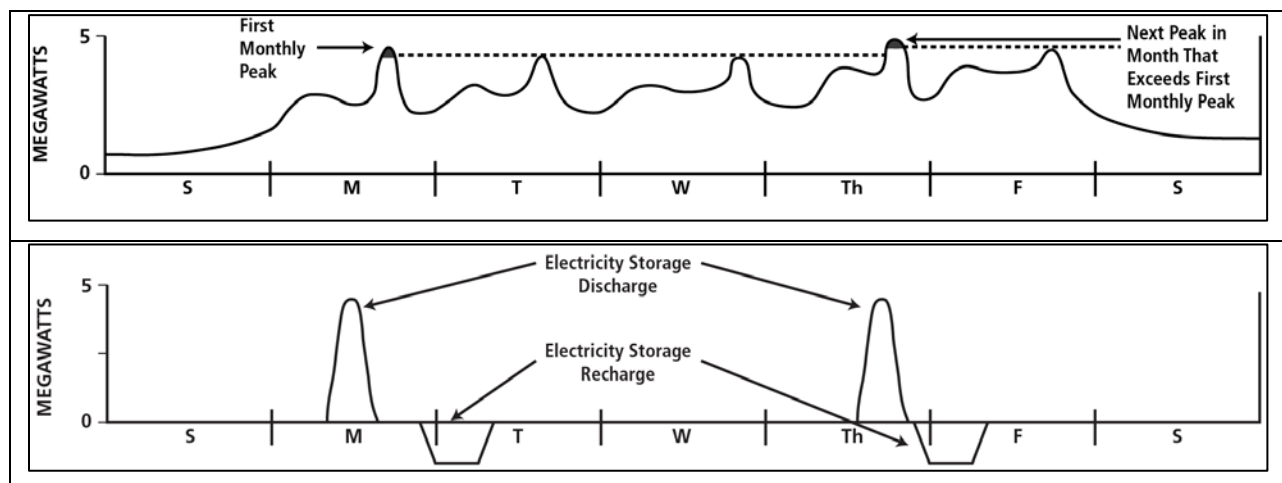 First
Monthly
Peak
Next Peak in
Month That
Exceeds First
Monthly Peak
MEGAWATTS
5
0
S M T W Th F S
Electricity Storage
Discharge
Electricity Storage
Recharge
MEGAWATTS
5
0
S M T W Th F S